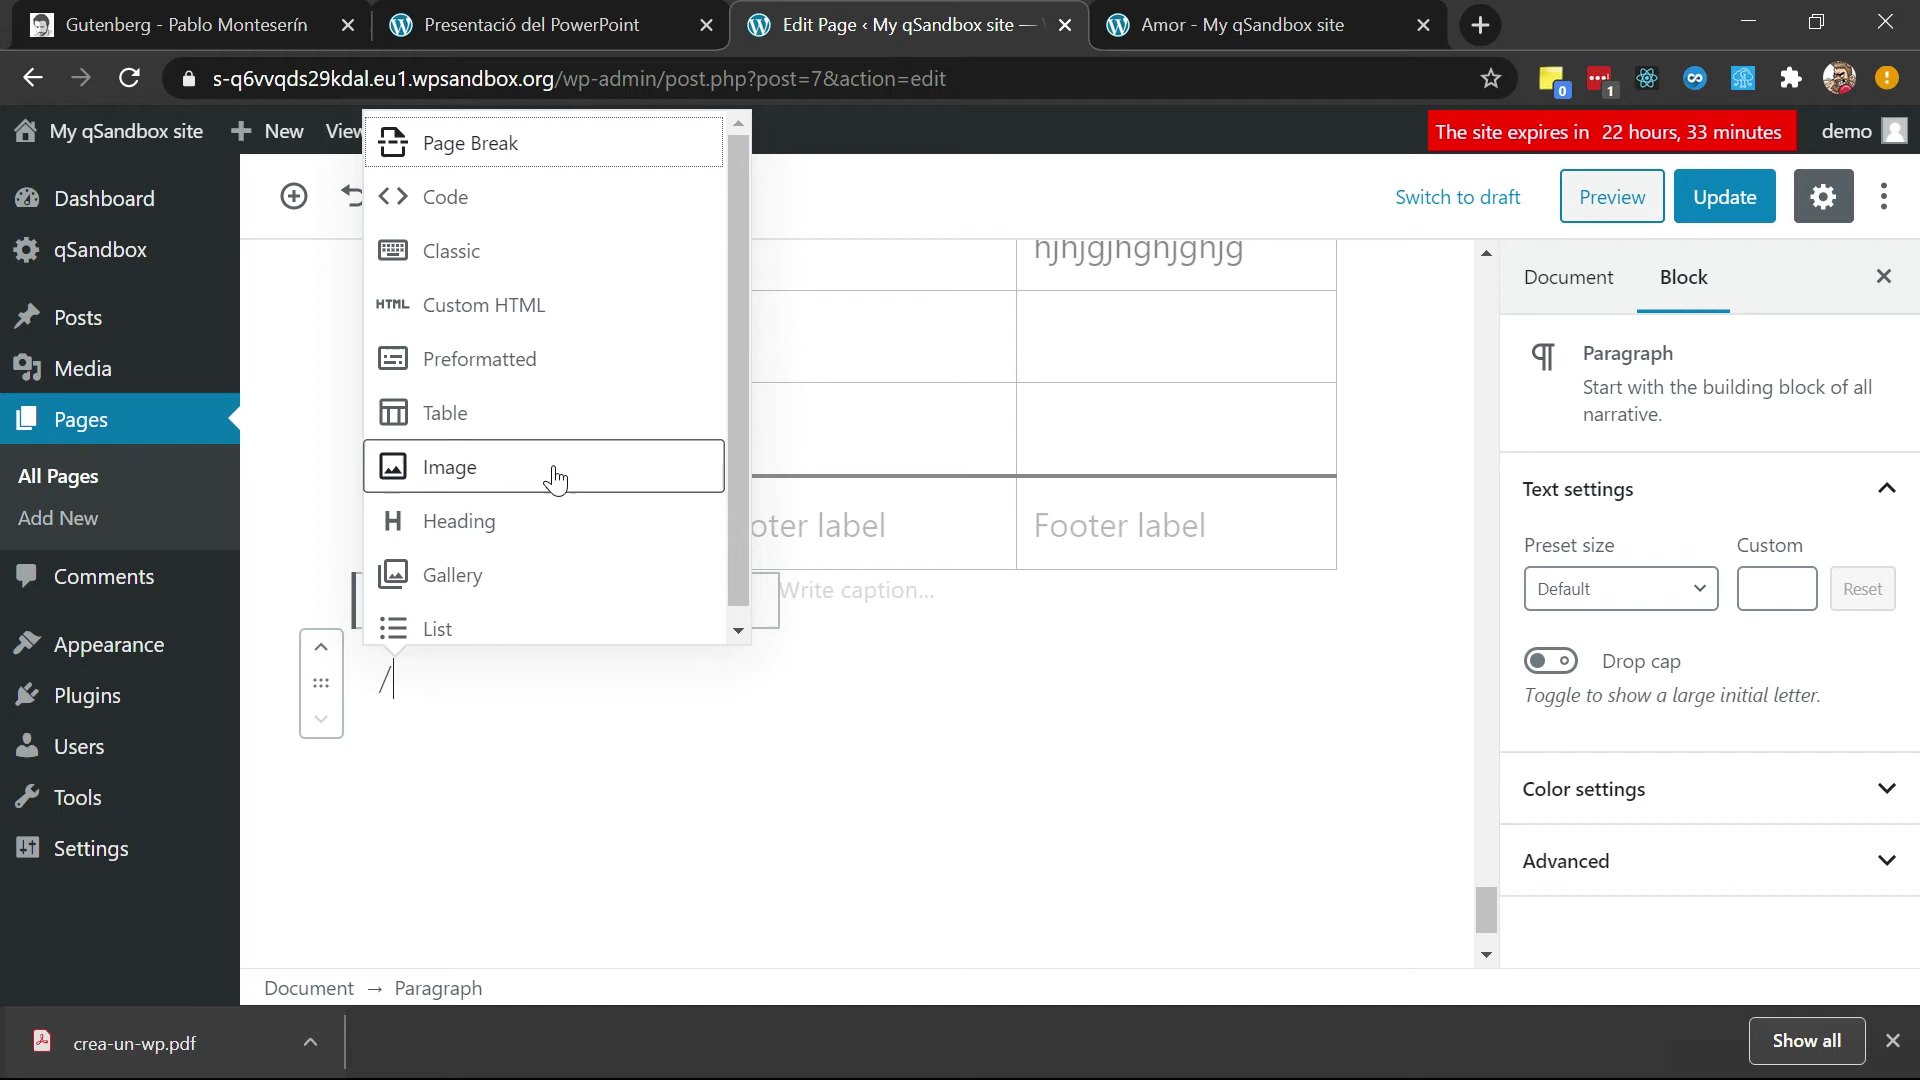 Gutenberg - Pablo Monteserín
Presentació del PowerPoint
Edit Page ‹ My qSandbox site —
Amor - My qSandbox site
s-q6vvqds29kdal.eu1.wpsandbox.org/wp-admin/post.php?post=7&action=edit
0
1
My qSandbox site
New
View
The site expires in 22 hours, 33 minutes
demo
Dashboard
qSandbox
Posts
Media
Pages
All Pages
Add New
Comments
Appearance
Plugins
Users
Tools
Settings
Page Break
Code
Classic
HTML Custom HTML
Preformatted
Table
Image
H Heading
Gallery
List
/
Switch to draft
Preview
Update
hjhjgjhghjghjg
oter label
Footer label
Write caption...
Document
Block
Paragraph
Start with the building block of all
narrative.
Text settings
Preset size
Custom
Default
Reset
Drop cap
Toggle to show a large initial letter.
Color settings
Advanced
Document → Paragraph
crea-un-wp.pdf
Show all